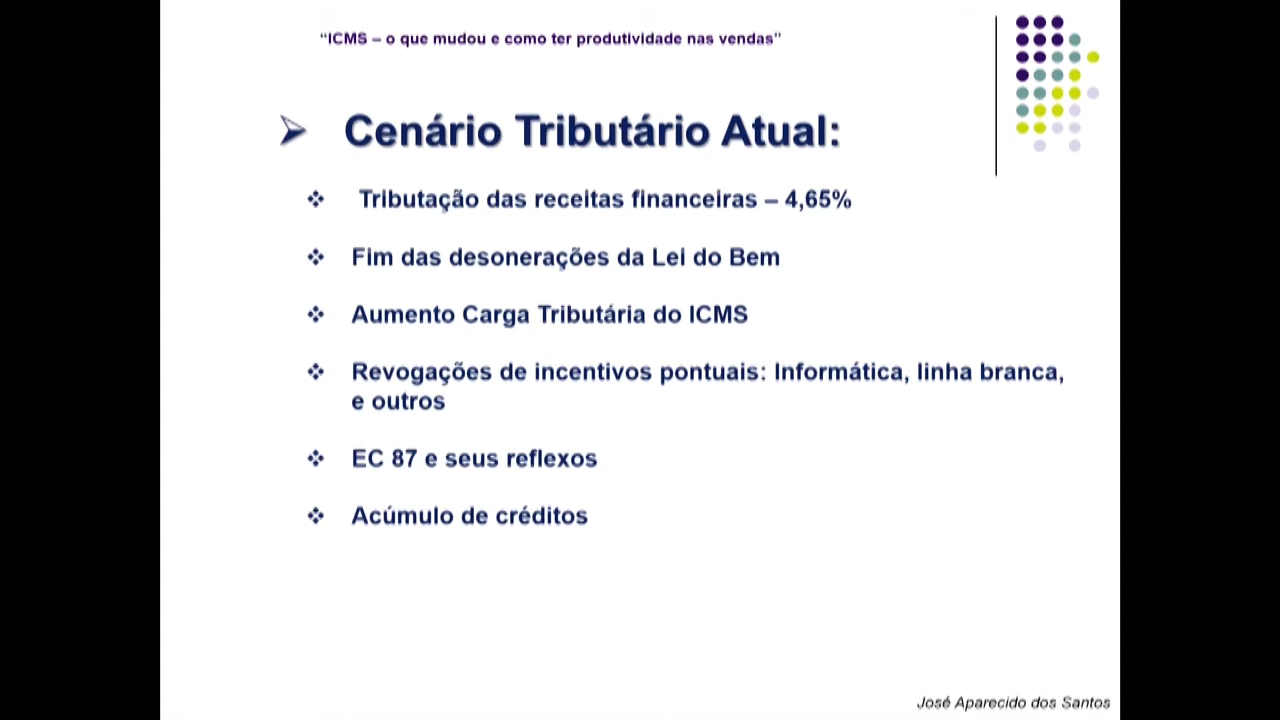 “ICMS – o que mudou e como ter produtividade nas vendas”
Cenário Tributário Atual:
Tributação das receitas financeiras – 4,65%
Fim das desonerações da Lei do Bem
Aumento Carga Tributária do ICMS
Revogações de incentivos pontuais: Informática, linha branca,
e outros
EC 87 e seus reflexos
Acúmulo de créditos
José Aparecido dos Santos